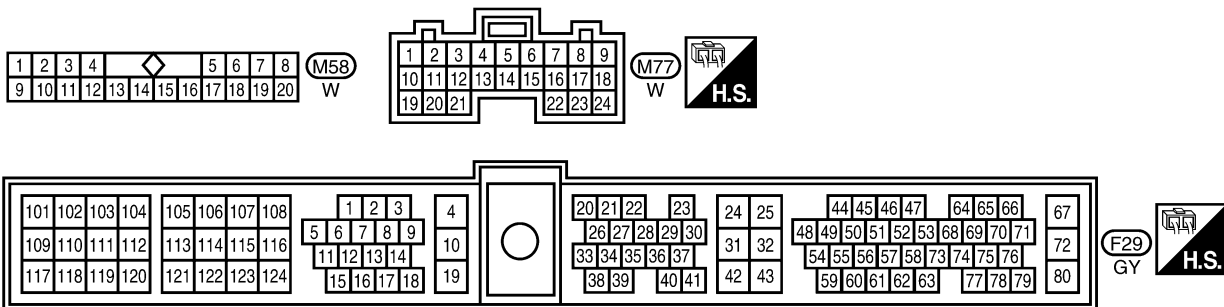 1 2 3 4 5 6 7 8
9 10 11 12 13 14 15 16 17 18 19 20
M58
W
1 2 3 4 5 6 7 8 9
10 11 12 13 14 15 16 17 18
19 20 21 22 23 24
M77
W
H.S.
101 102 103 104 105 106 107 108 1 2 3 4 20 21 22 23 24 25 44 45 46 47 64 65 66 67
109 110 111 112 113 114 115 116 5 6 7 8 9 10 26 27 28 29 30 31 32 48 49 50 51 52 53 68 69 70 71 72
117 118 119 120 121 122 123 124 11 12 13 14 19 33 34 35 36 37 42 43 54 55 56 57 58 73 74 75 76 80
15 16 17 18 38 39 40 41 59 60 61 62 63 77 78 79
F29
GY
H.S.